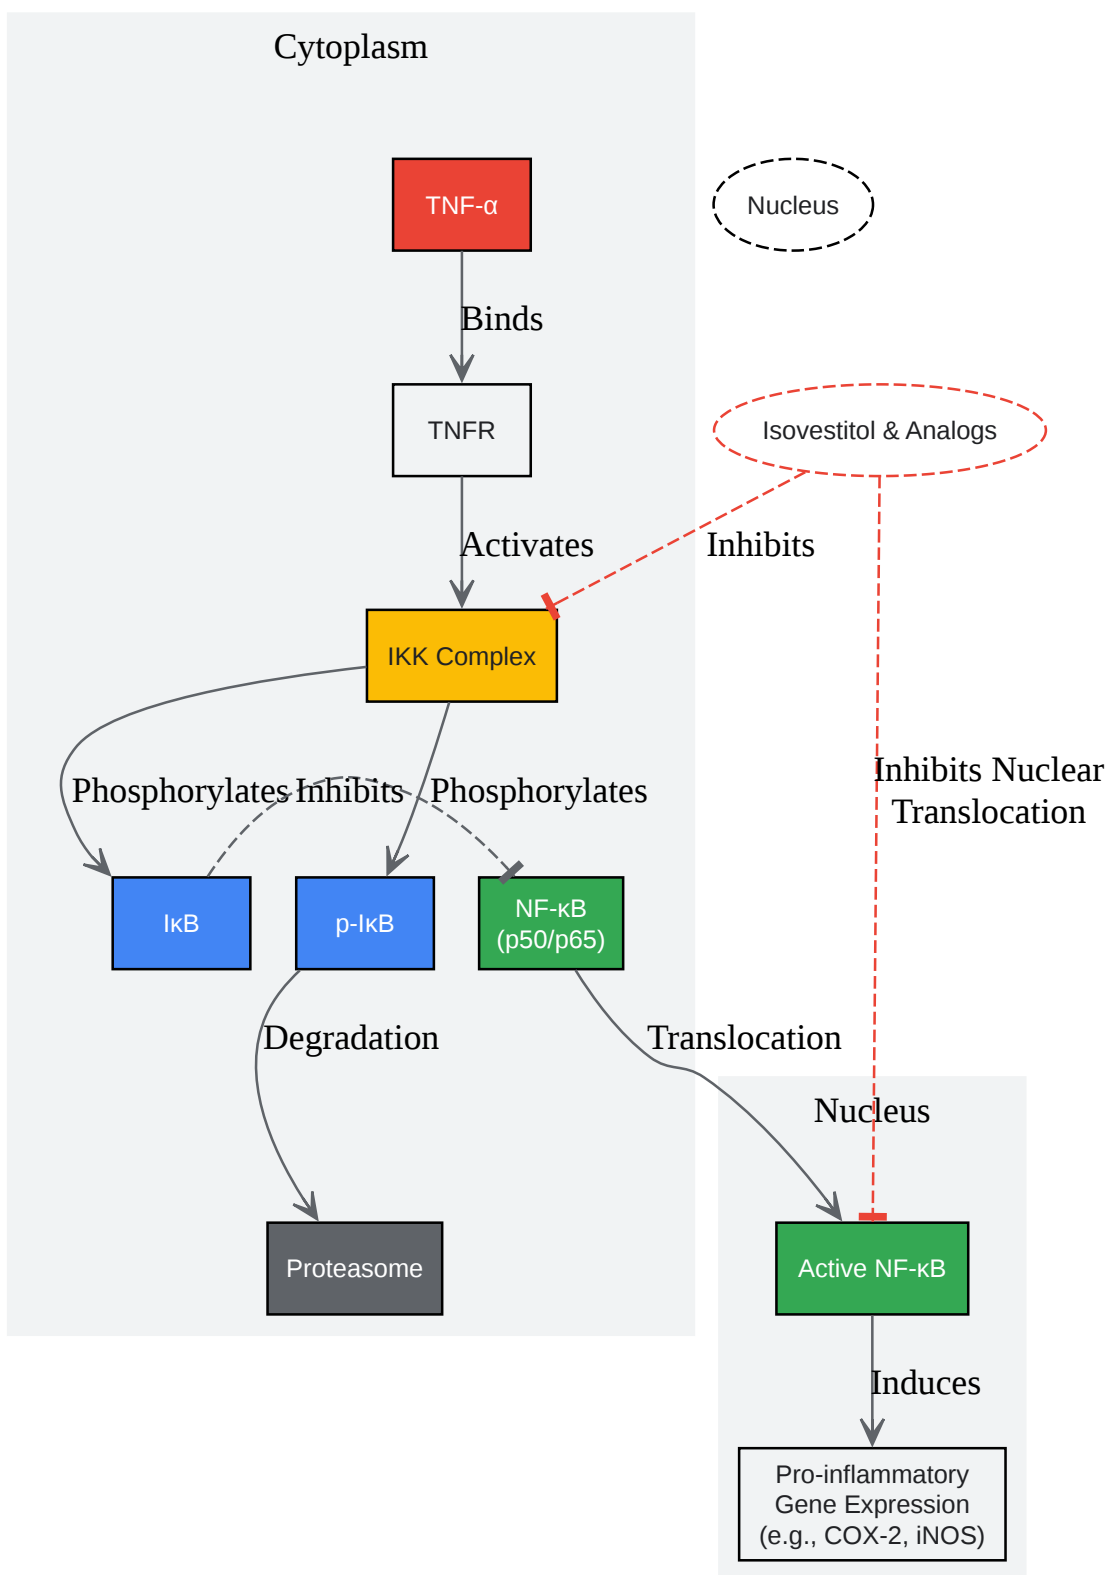 Cytoplasm
TNF-α
Nucleus
Binds
TNFR
Isovestitol & Analogs
Activates
Inhibits
IKK Complex
Phosphorylates
Inhibits
Phosphorylates
Inhibits Nuclear
Translocation
IκB
p-IκB
NF-κB
(p50/p65)
Degradation
Translocation
Nucleus
Proteasome
Active NF-κB
Induces
Pro-inflammatory
Gene Expression
(e.g., COX-2, iNOS)